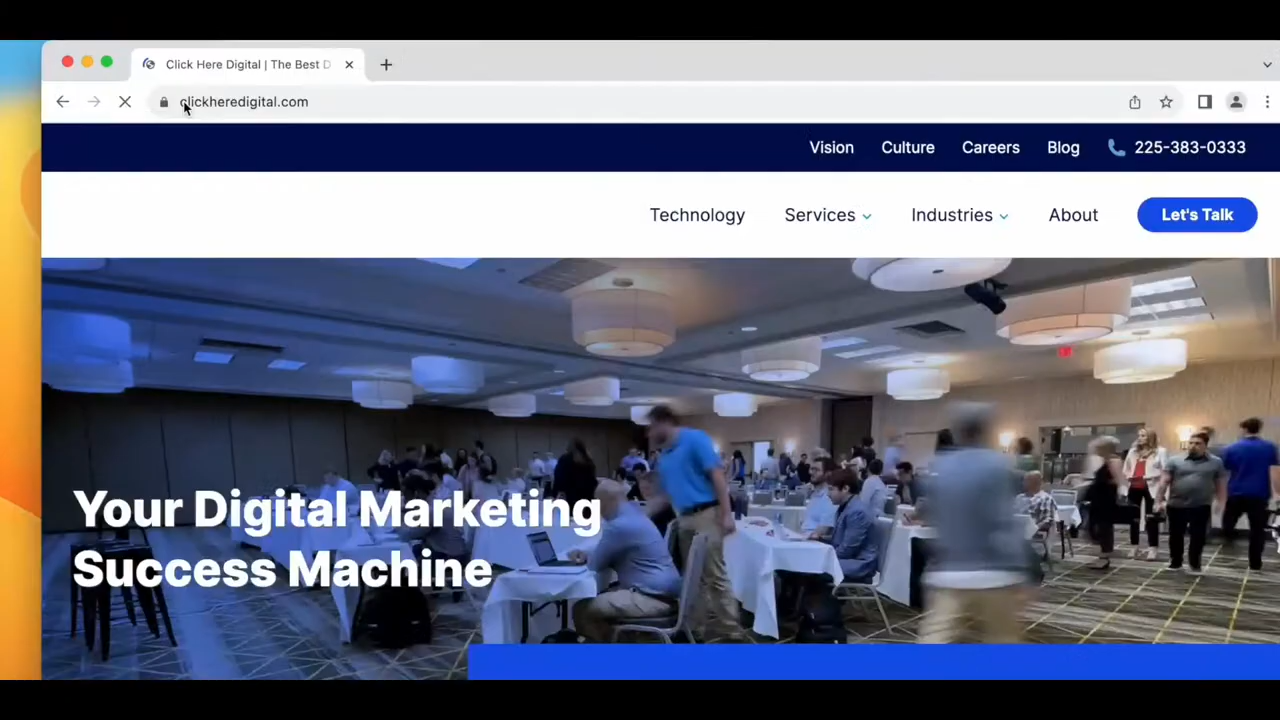 Click Here Digital | The Best D
clickheredigital.com
Vision Culture Careers Blog 225-383-0333
Technology Services Industries About Let's Talk
Your Digital Marketing
Success Machine